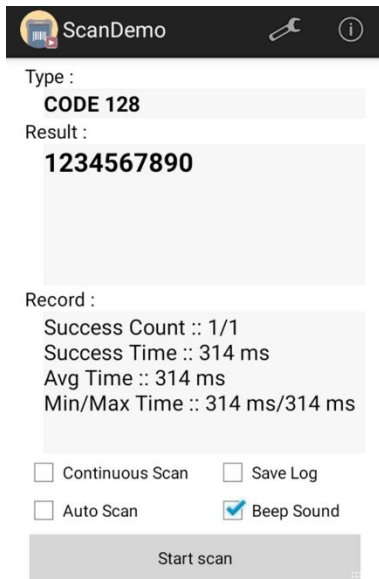 ScanDemo
Type :
CODE 128
Result :
1234567890
Record :
Success Count :: 1/1
Success Time :: 314 ms
Avg Time :: 314 ms
Min/Max Time :: 314 ms/314 ms
Continuous Scan Save Log
Auto Scan Beep Sound
Start scan